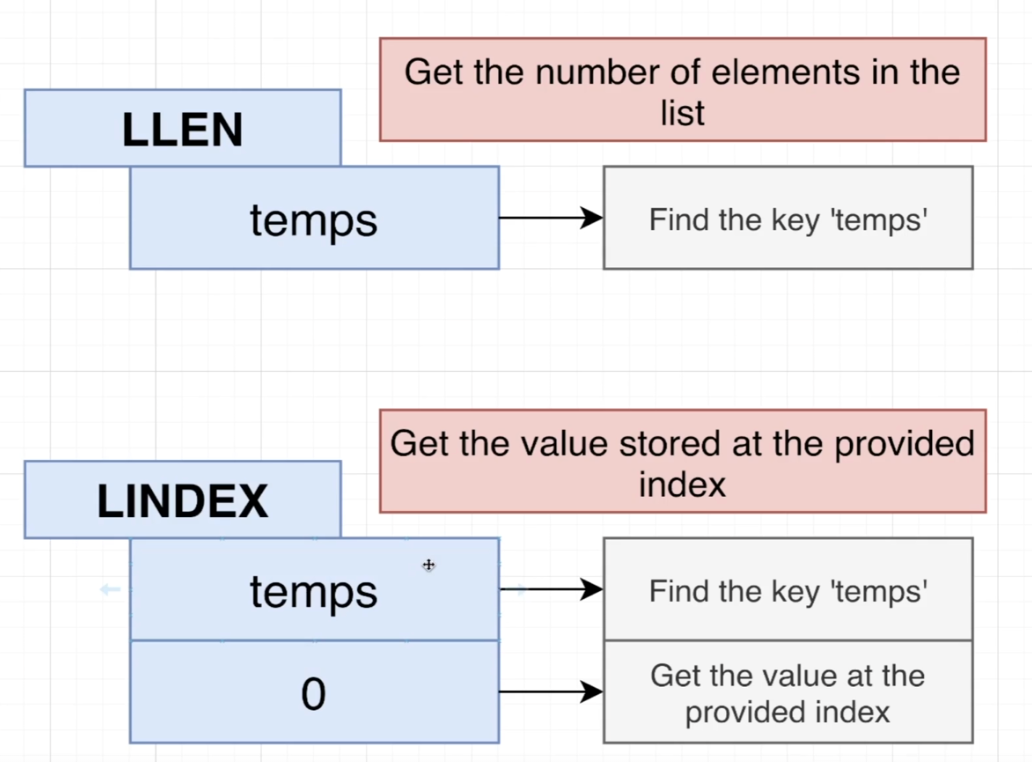 Get the number of elements in the
list
LLEN
temps
Find the key 'temps'
Get the value stored at the provided
index
LINDEX
temps
Find the key 'temps'
0
Get the value at the
provided index